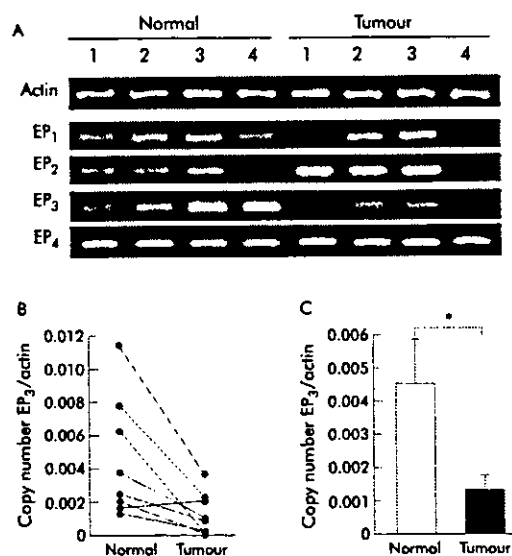 A
Normal Tumour
1 2 3 4 1 2 3 4
Actin
EP1
EP2
EP3
EP4
B
Copy number EP3/actin
0.012
0.010
0.008
0.006
0.004
0.002
0
Normal Tumour
C
Copy number EP3/actin
0.006
0.005
0.004
0.003
0.002
0.001
0
*
Normal Tumour